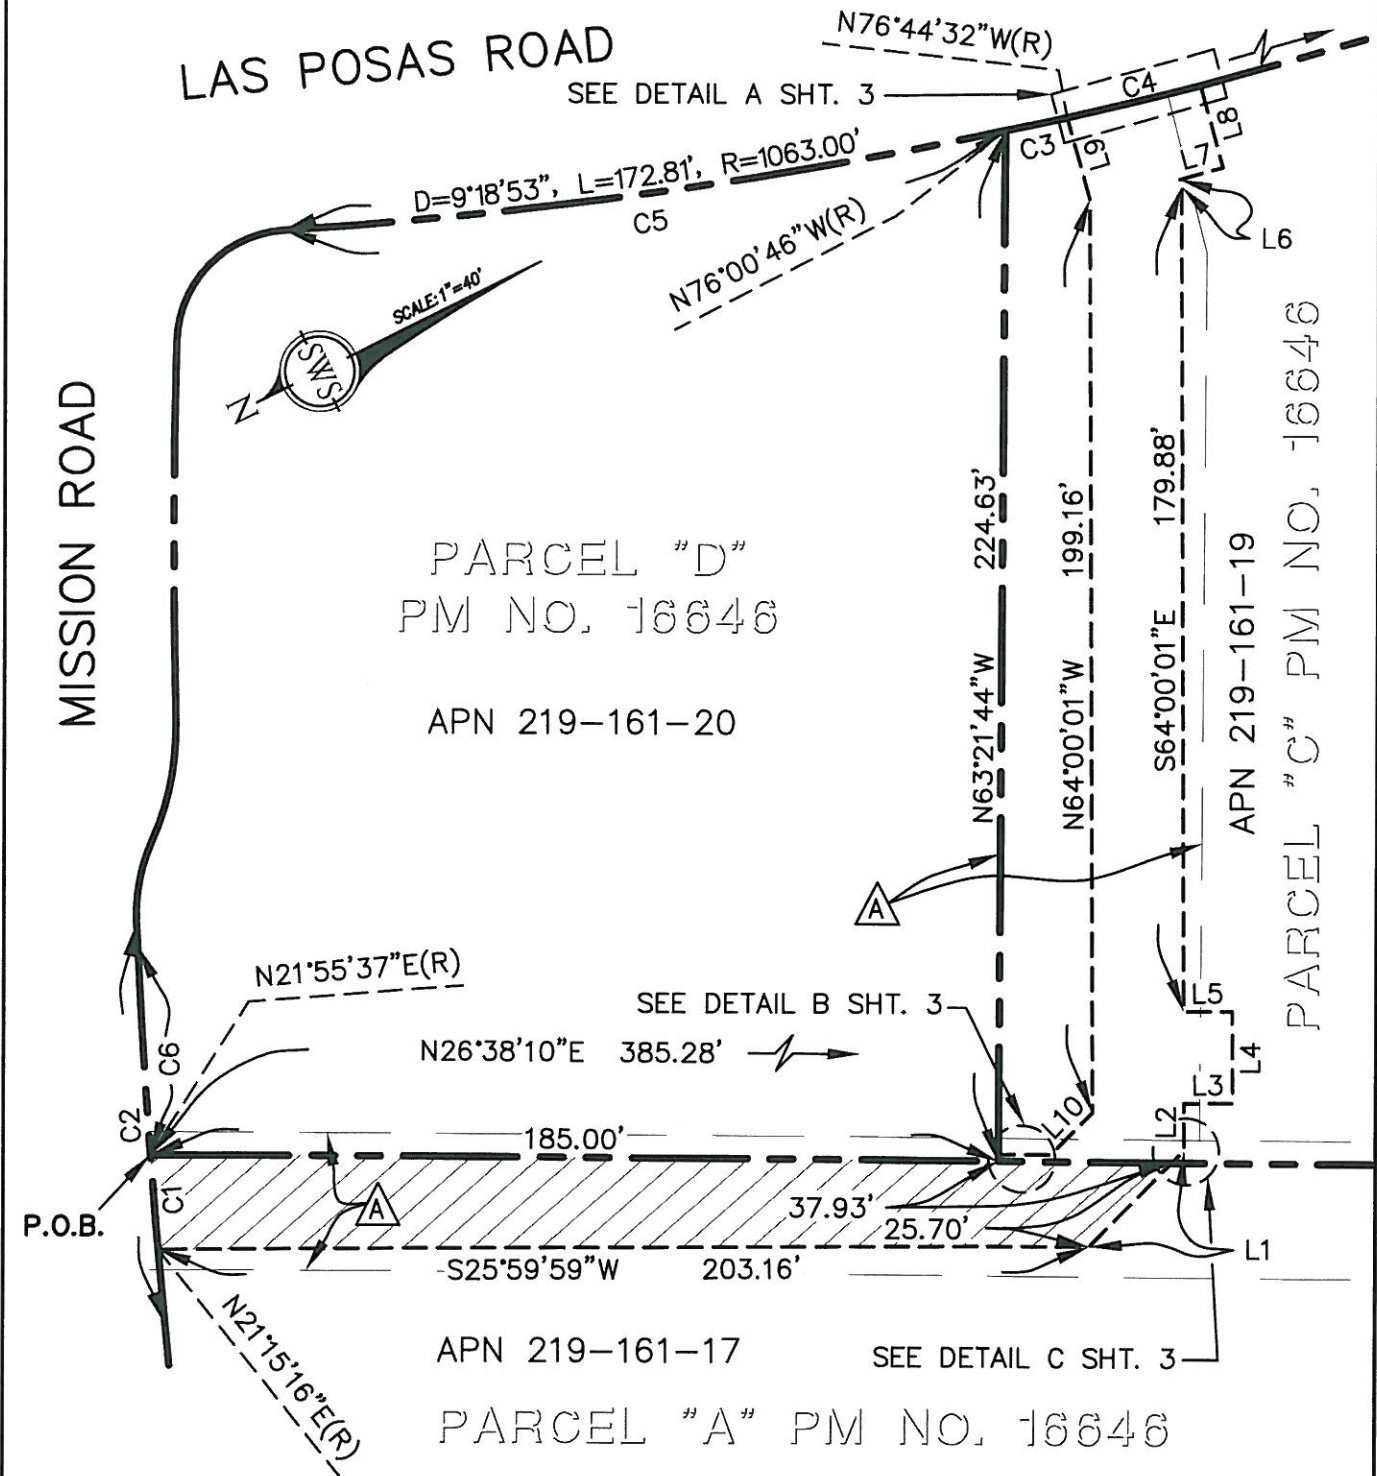 N76°44'32"W(R)
LAS POSAS ROAD
SEE DETAIL A SHT. 3
C4
C3
L9
L7
L8
D=9°18'53", L=172.81', R=1063.00'
C5
N76°00'46"W(R)
L6
SCALE: 1"=40'
SWS
N
MISSION ROAD
PARCEL "D"
PM NO. 16646
APN 219-161-20
N63°21'44"W 224.63'
N64°00'01"W 199.16'
S64°00'01"E 179.88'
APN 219-161-19
PARCEL "C" PM NO. 16646
A
N21°55'37"E(R)
SEE DETAIL B SHT. 3
L5
N26°38'10"E 385.28'
L4
C6
L3
C2
L10
L2
185.00'
C1
A
37.93'
P.O.B.
25.70'
L1
S25°59'59"W 203.16'
N21°15'16"E(R)
APN 219-161-17
SEE DETAIL C SHT. 3
PARCEL "A" PM NO. 16646